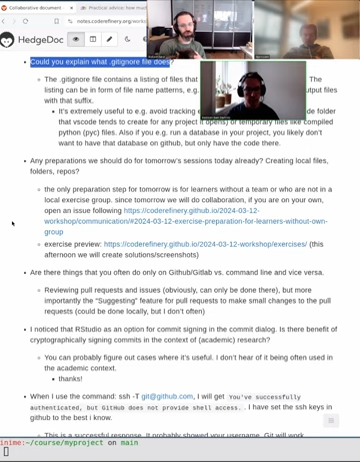 Collaborative document
Practical advice: how much
notes.coderefinery.org/works
HedgeDoc
Could you explain what .gitignore file does?
The .gitignore file contains a listing of files that
The
listing can be in form of file name patterns, e.g.
output files
with that suffix.
It's extremely useful to e.g. avoid tracking
de folder
that vscode tends to create for any project it opens) or temporary files like compiled
python (pyc) files. Also if you e.g. run a database in your project, you likely don't
want to have that database on github, but only have the code there.
Any preparations we should do for tomorrow's sessions today already? Creating local files,
folders, repos?
the only preparation step for tomorrow is for learners without a team or who are not in a
local exercise group. since tomorrow we will do collaboration, if you are on your own,
open an issue following https://coderefinery.github.io/2024-03-12-
workshop/communication/#2024-03-12-exercise-preparation-for-learners-without-own-
group
exercise preview: https://coderefinery.github.io/2024-03-12-workshop/exercises/ (this
afternoon we will create solutions/screenshots)
Are there things that you often do only on Github/Gitlab vs. command line and vice versa.
Reviewing pull requests and issues (obviously, can only be done there), but more
importantly the "Suggesting" feature for pull requests to make small changes to the pull
requests (could be done locally, but I don't often)
I noticed that RStudio as an option for commit signing in the commit dialog. Is there benefit of
cryptographically signing commits in the context of (academic) research?
You can probably figure out cases where it's useful. I don't hear of it being often used in
the academic context.
thanks!
When I use the command: ssh -T git@github.com, I will get You've successfully
authenticated, but GitHub does not provide shell access. . I have set the ssh keys in
github to the best i know.
This is a successful response. It probably showed your username. Git will work
inime:~/course/myproject on main